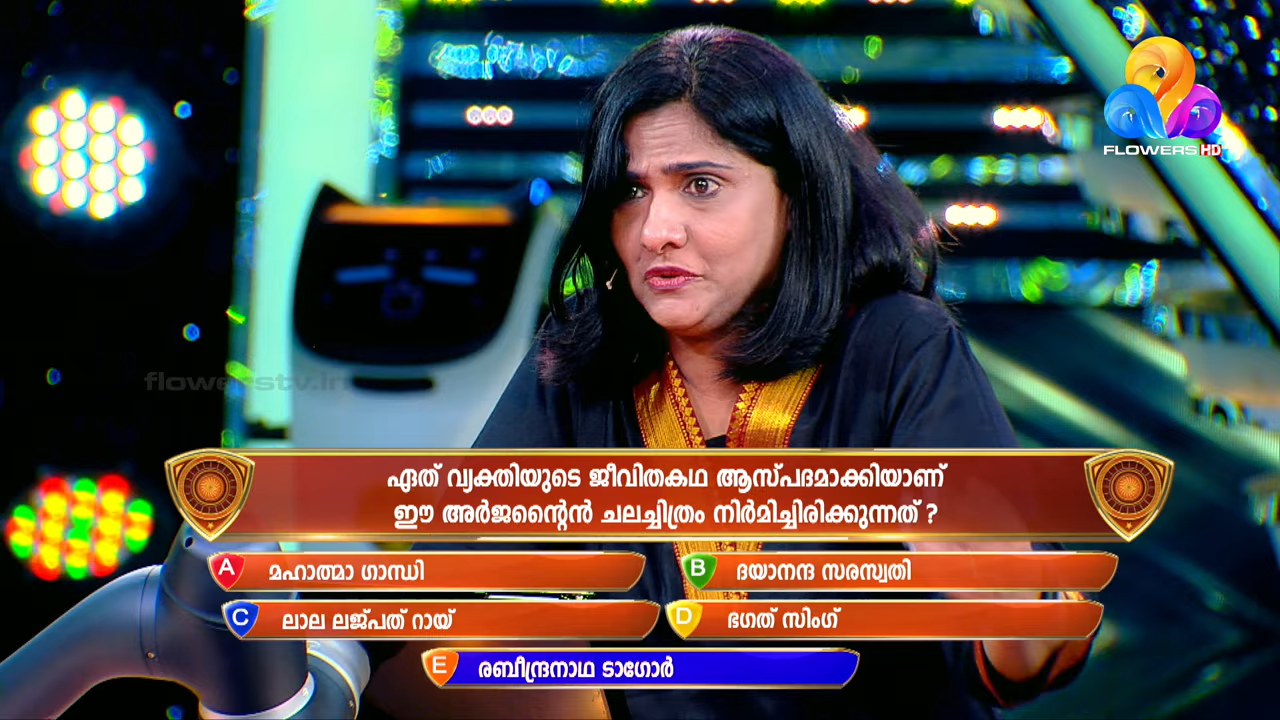 FLOWERS HD
flowerstv.in
ഏത് വ്യക്തിയുടെ ജീവിതകഥ ആസ്പദമാക്കിയാണ്
ഈ അർജന്റൈൻ ചലച്ചിത്രം നിർമിച്ചിരിക്കുന്നത് ?
A മഹാത്മാ ഗാന്ധി
B ദയാനന്ദ സരസ്വതി
C ലാല ലജ്പത് റായ്
D ഭഗത് സിംഗ്
E രബീന്ദ്രനാഥ ടാഗോർ